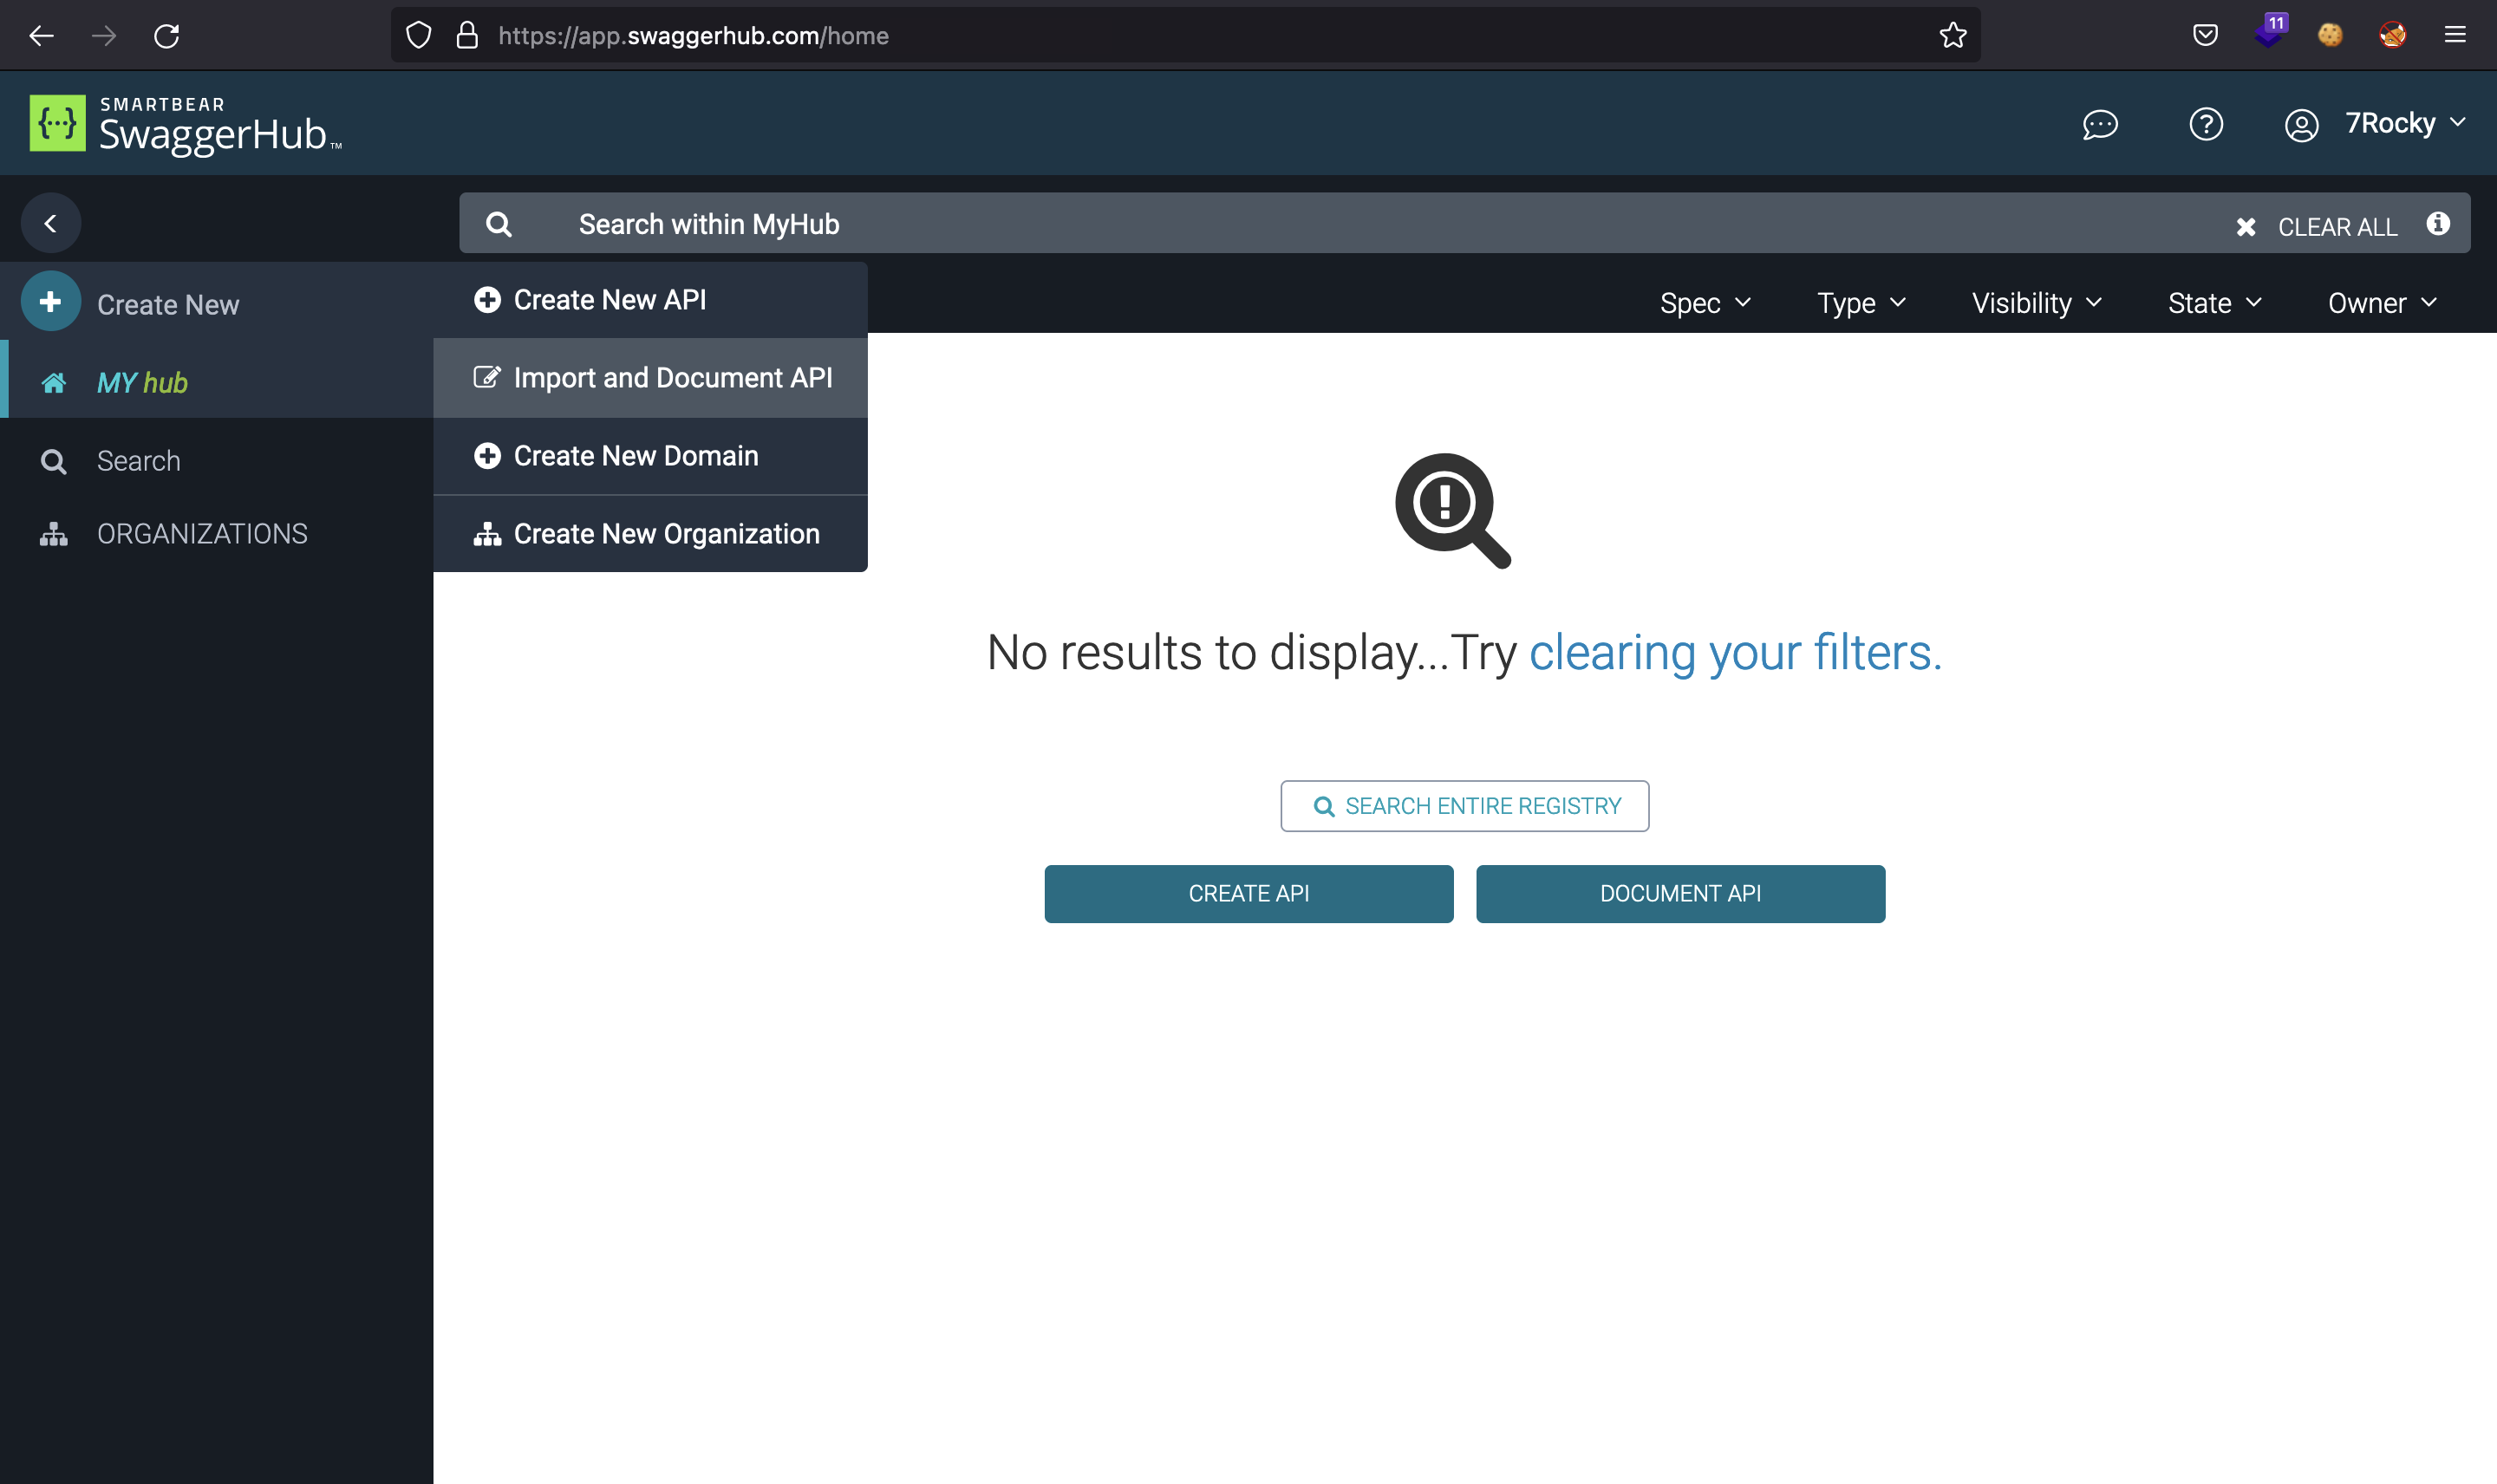 https://app.swaggerhub.com/home
11
SMARTBEAR
{···} SwaggerHub™
7Rocky
Search within MyHub
CLEAR ALL
Create New
Create New API
Spec Type Visibility State Owner
MY hub
Import and Document API
Search
Create New Domain
ORGANIZATIONS
Create New Organization
No results to display...Try clearing your filters.
SEARCH ENTIRE REGISTRY
CREATE API
DOCUMENT API